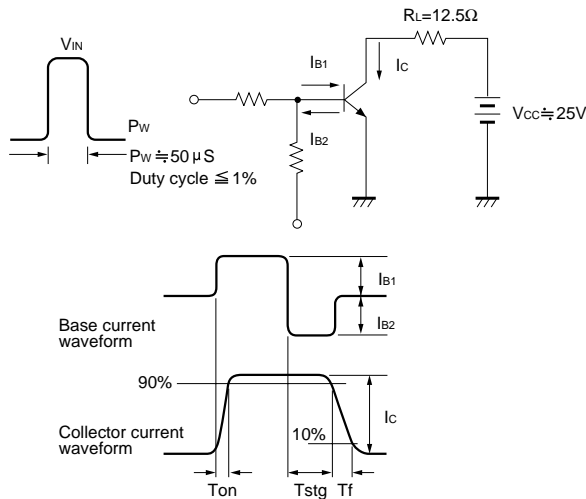 VIN
PW
PW≒50μS
Duty cycle ≦ 1%
IB1
IB2
IC
RL=12.5Ω
VCC≒25V
Base current
waveform
IB1
IB2
90%
Collector current
waveform
10%
IC
Ton
Tstg
Tf